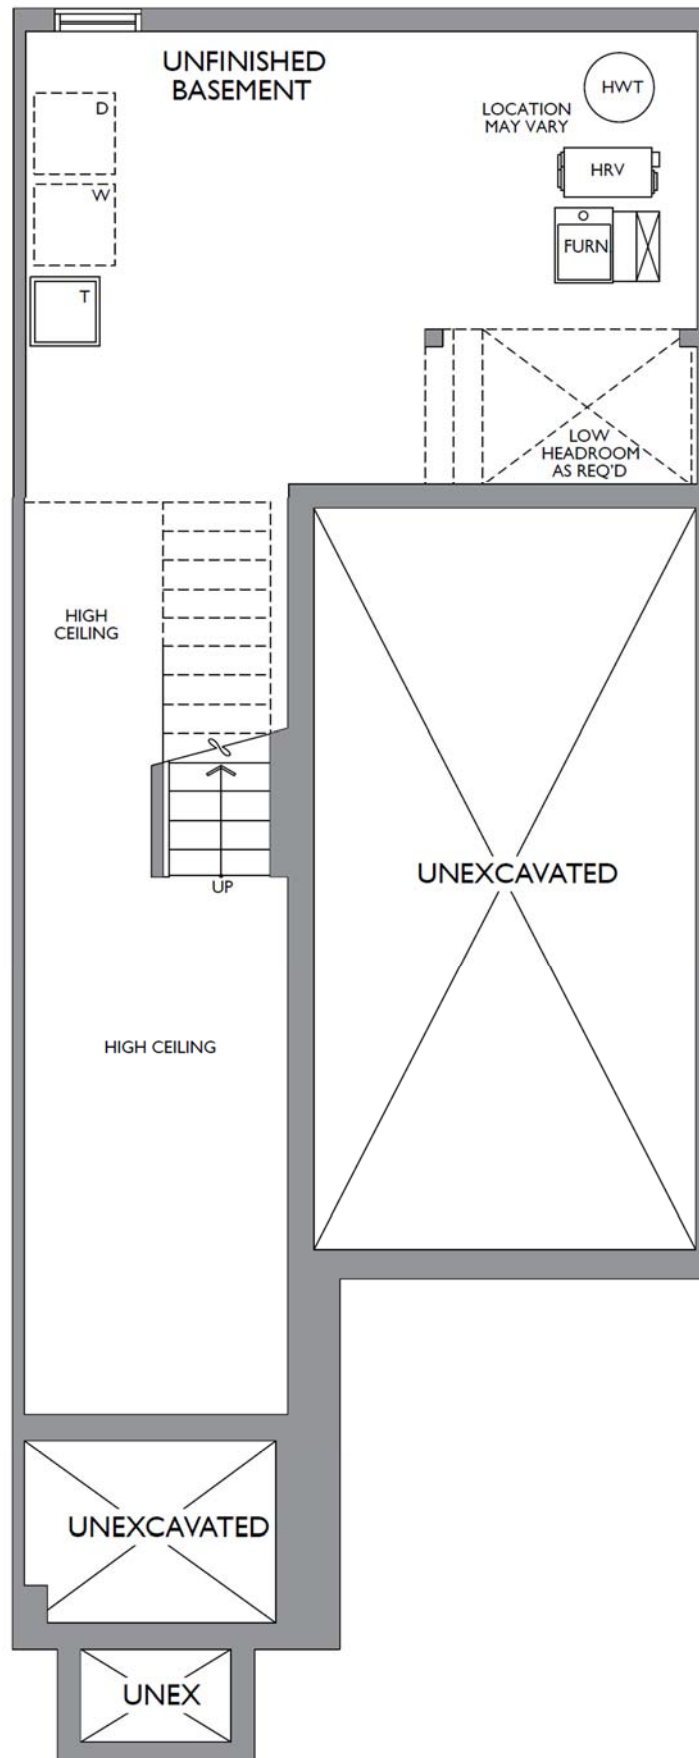 UNFINISHED
BASEMENT
HWT
LOCATION
MAY VARY
D
HRV
W
FURN.
T
LOW
HEADROOM
AS REQ'D
HIGH
CEILING
UP
UNEXCAVATED
HIGH CEILING
UNEXCAVATED
UNEX